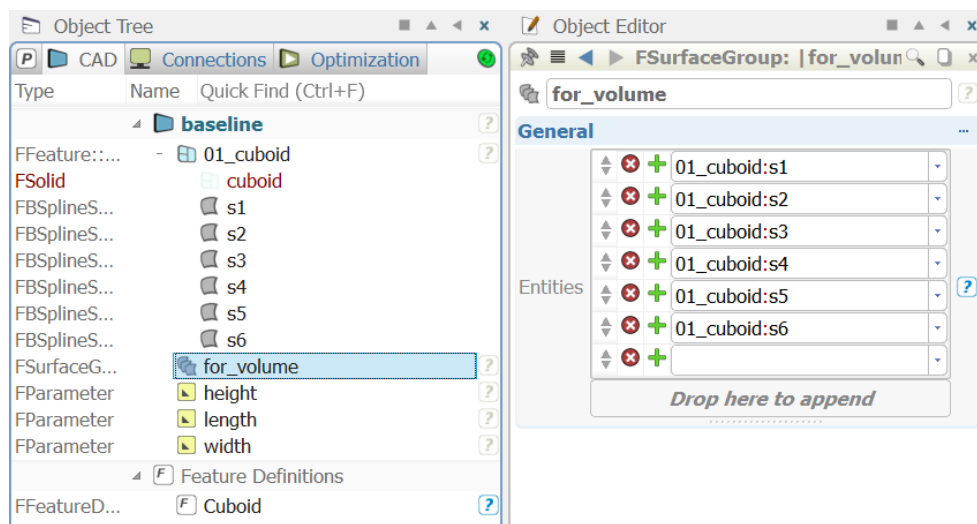 Object Tree
P CAD Connections Optimization
Type Name Quick Find (Ctrl+F)
baseline ?
FFeature::... 01_cuboid ?
FSolid cuboid
FBSplineS... s1
FBSplineS... s2
FBSplineS... s3
FBSplineS... s4
FBSplineS... s5
FBSplineS... s6
FSurfaceG... for_volume ?
FParameter height ?
FParameter length ?
FParameter width ?
F Feature Definitions
FFeatureD... F Cuboid ?
Object Editor
FSurfaceGroup: |for_volun
for_volume ?
General ...
Entities
01_cuboid:s1
01_cuboid:s2
01_cuboid:s3
01_cuboid:s4
01_cuboid:s5
01_cuboid:s6
?
Drop here to append